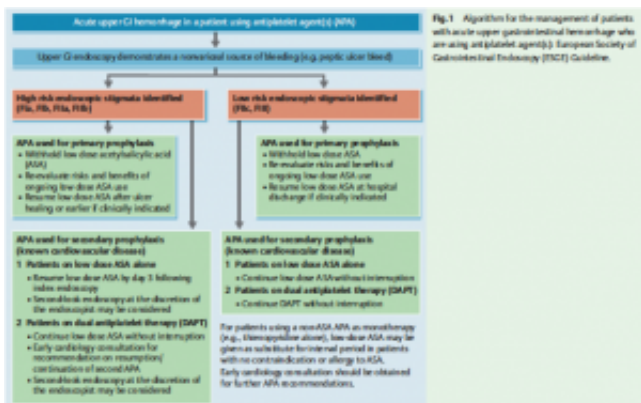 Acute upper GI hemorrhage in a patient using antiplatelet agent(s) (APA)
Upper GI endoscopy demonstrates a nonvariceal source of bleeding (e.g. peptic ulcer bleed)
High risk endoscopic stigmata identified
(FIa, FIb, FIIa, FIIb)
Low risk endoscopic stigmata identified
(FIIc, FIII)
APA used for primary prophylaxis
• Withhold low dose acetylsalicylic acid
(ASA)
• Re-evaluate risks and benefits of
ongoing low dose ASA use
• Resume low dose ASA after ulcer
healing or earlier if clinically indicated
APA used for primary prophylaxis
• Withhold low dose ASA
• Re-evaluate risks and benefits of
ongoing low dose ASA use
• Resume low dose ASA at hospital
discharge if clinically indicated
APA used for secondary prophylaxis
(known cardiovascular disease)
1 Patients on low dose ASA alone
• Resume low dose ASA by day 3 following
index endoscopy
• Second-look endoscopy at the discretion of
the endoscopist may be considered
2 Patients on dual antiplatelet therapy (DAPT)
• Continue low dose ASA without interruption
• Early cardiology consultation for
recommendation on resumption/
continuation of second APA
• Second-look endoscopy at the discretion of
the endoscopist may be considered
APA used for secondary prophylaxis
(known cardiovascular disease)
1 Patients on low dose ASA alone
• Continue low dose ASA without interruption
2 Patients on dual antiplatelet therapy (DAPT)
• Continue DAPT without interruption
For patients using a non-ASA APA as monotherapy
(e.g., thienopyridine alone), low-dose ASA may
be given as substitute for interval period in patients
with no contraindication or allergy to ASA.
Early cardiology consultation should be obtained
for further APA recommendations.
Fig. 1 Algorithm for the management of patients
with acute upper gastrointestinal hemorrhage who
are using antiplatelet agent(s): European Society of
Gastrointestinal Endoscopy (ESGE) Guideline.